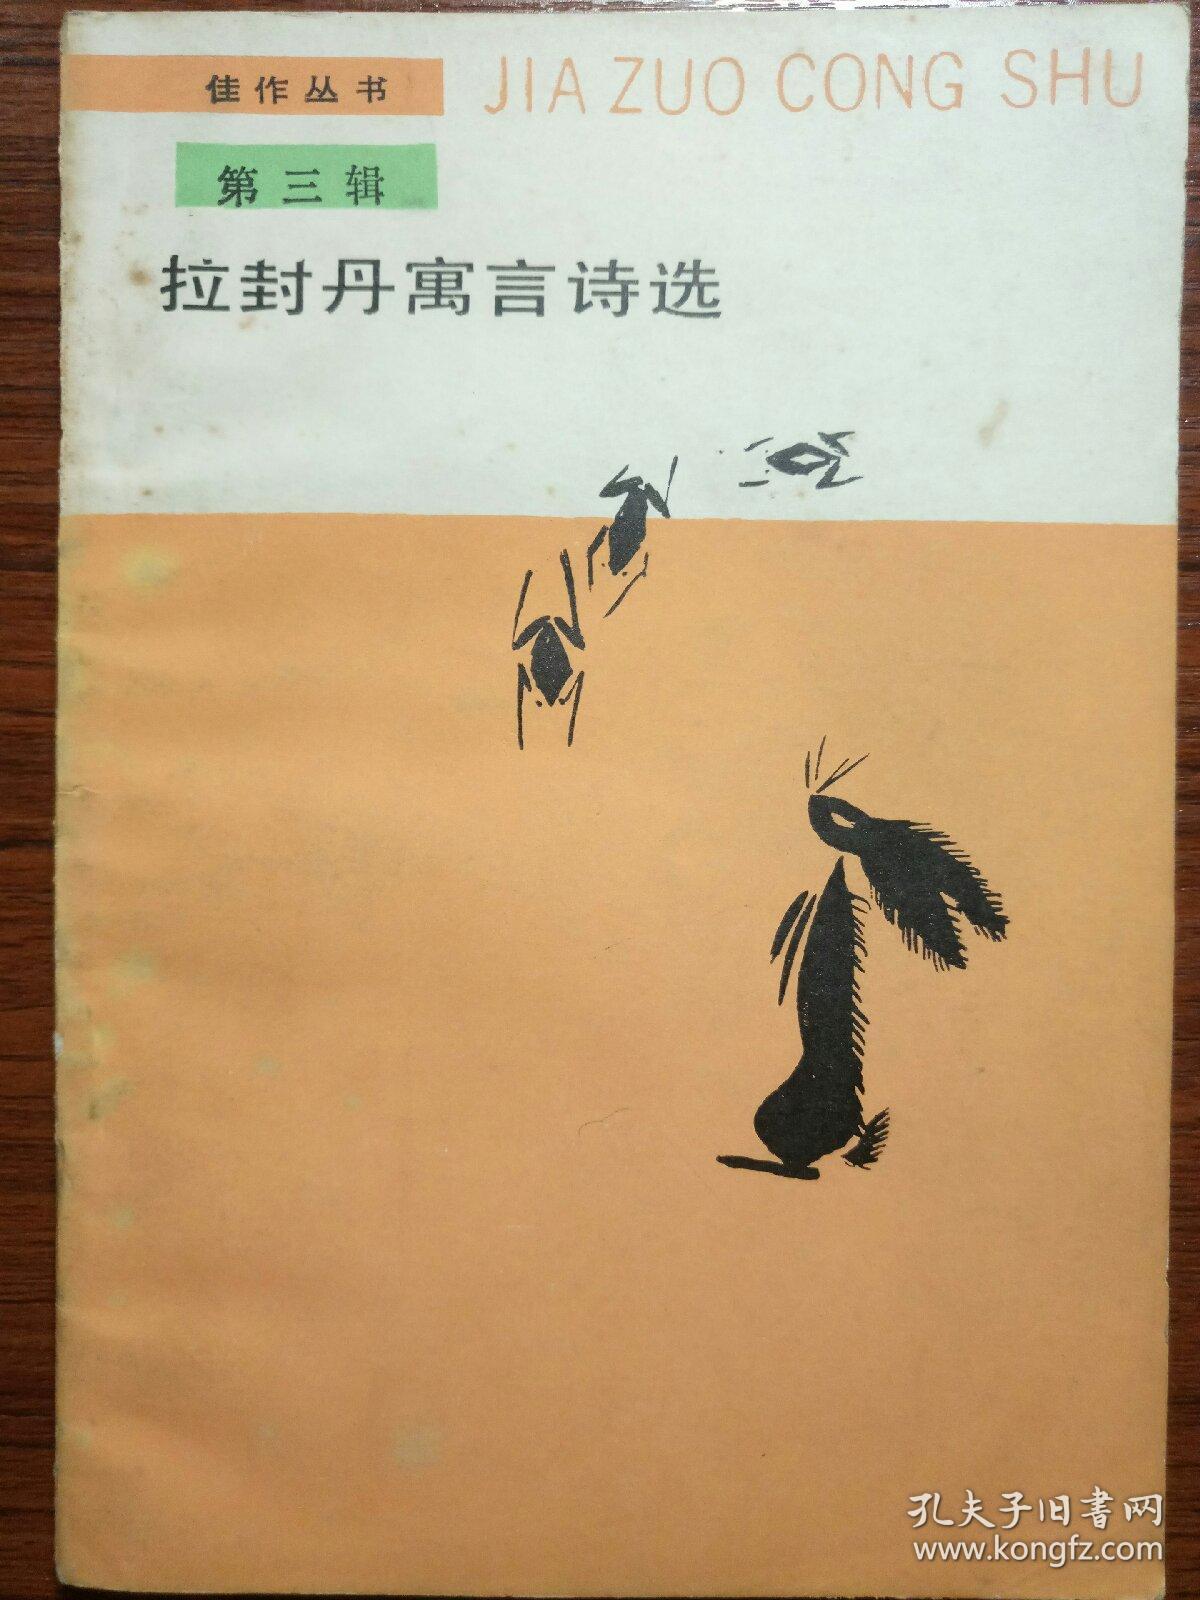 佳作丛书 JIA ZUO CONG SHU
第三辑
拉封丹寓言诗选
孔夫子旧書网
www.kongfz.com